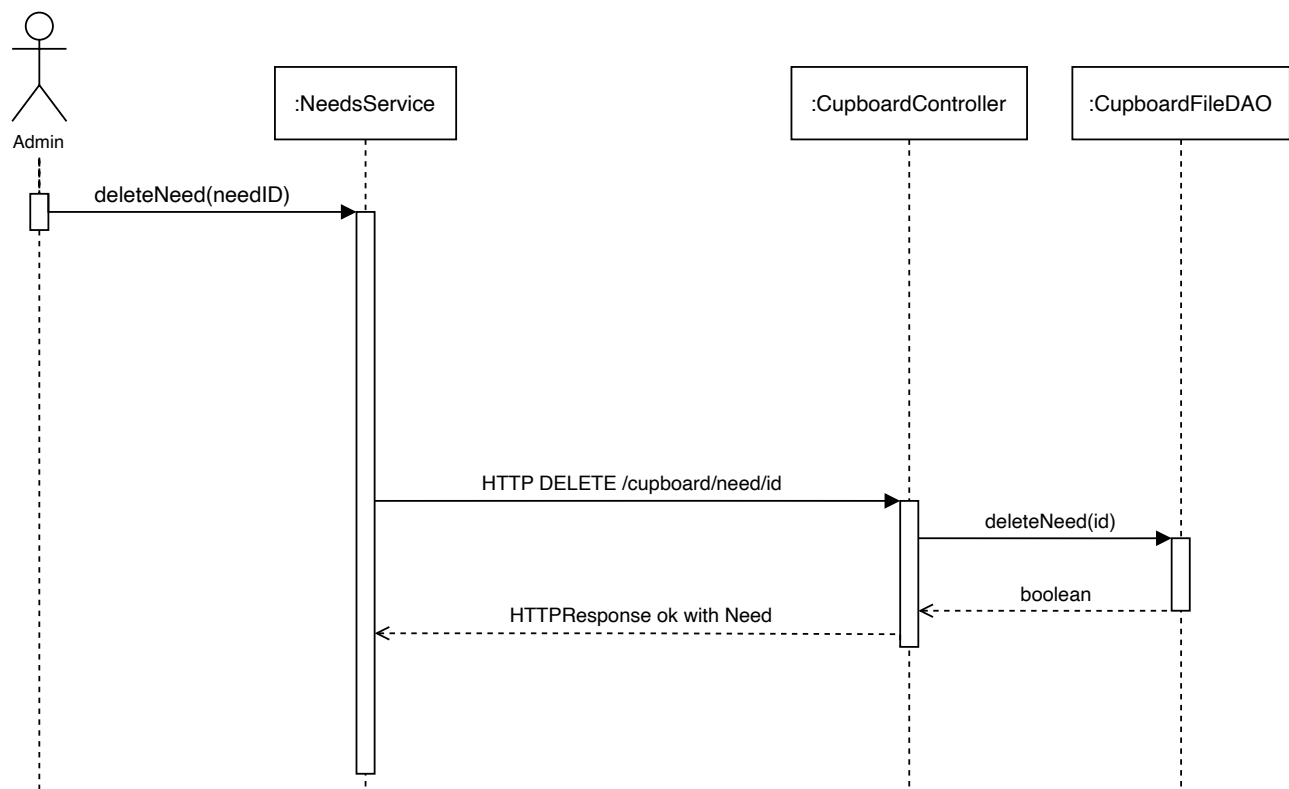 :NeedsService
:CupboardController
:CupboardFileDAO
Admin
deleteNeed(needID)
HTTP DELETE /cupboard/need/id
deleteNeed(id)
boolean
HTTPResponse ok with Need